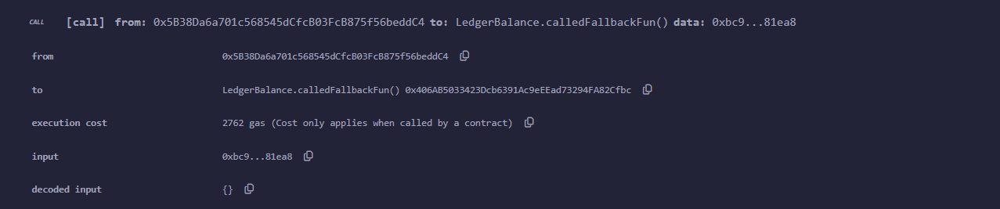 CALL [call] from: 0x5B38Da6a701c568545dCfcB03FcB875f56beddC4 to: LedgerBalance.calledFallbackFun() data: 0xbc9...81ea8
from 0x5B38Da6a701c568545dCfcB03FcB875f56beddC4
to LedgerBalance.calledFallbackFun() 0x406AB5033423Dcb6391Ac9eEEad73294FA82Cfbc
execution cost 2762 gas (Cost only applies when called by a contract)
input 0xbc9...81ea8
decoded input {}